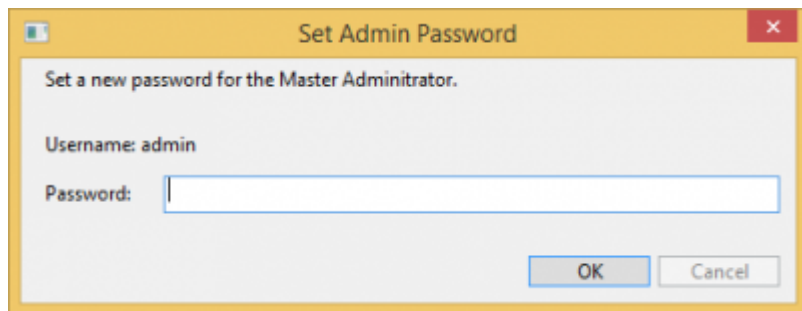 Set Admin Password
Set a new password for the Master Adminitrator.
Username: admin
Password:
OK
Cancel